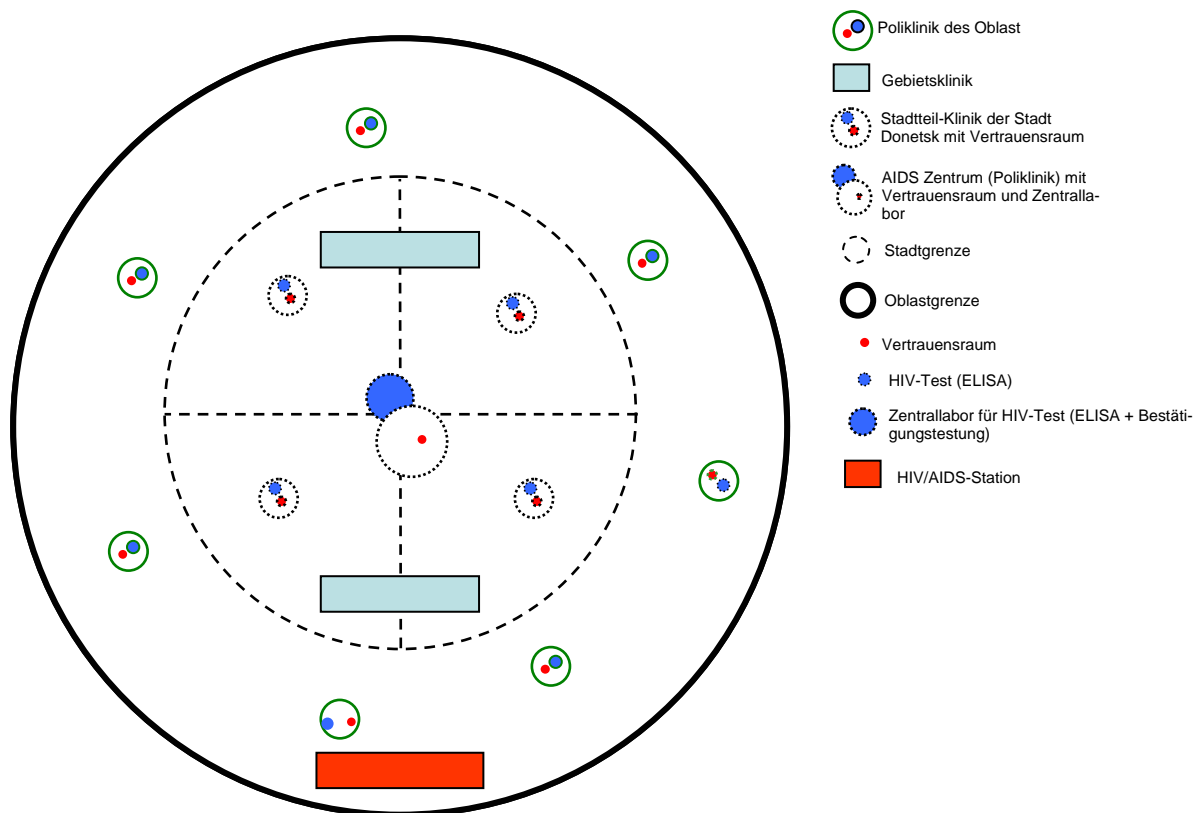 Poliklinik des Oblast
Gebietsklinik
Stadtteil-Klinik der Stadt
Donetsk mit Vertrauensraum
AIDS Zentrum (Poliklinik) mit
Vertrauensraum und Zentralla-
bor
Stadtgrenze
Oblastgrenze
Vertrauensraum
HIV-Test (ELISA)
Zentrallabor für HIV-Test (ELISA + Bestäti-
gungstestung)
HIV/AIDS-Station